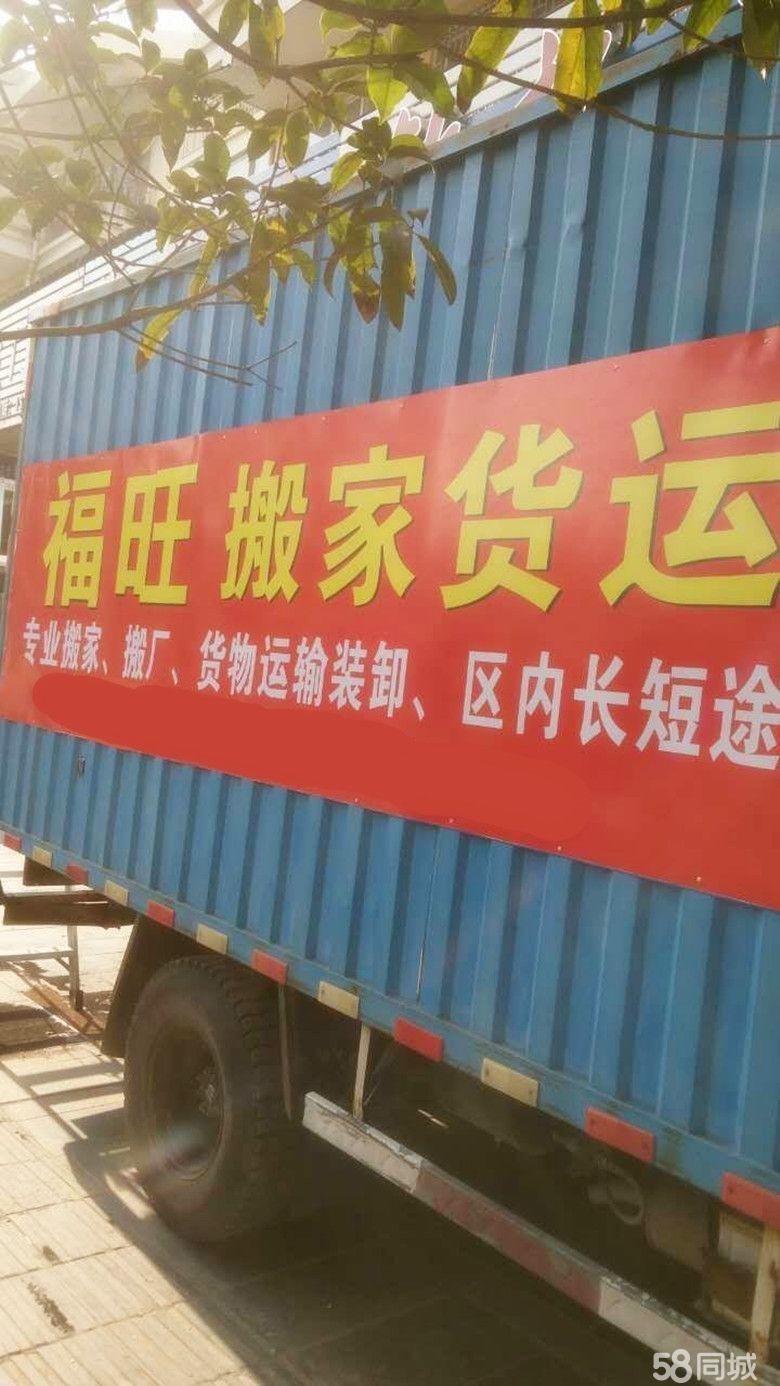 福旺 搬家货运
专业搬家、搬厂、货物运输装卸、区内长短途
58同城